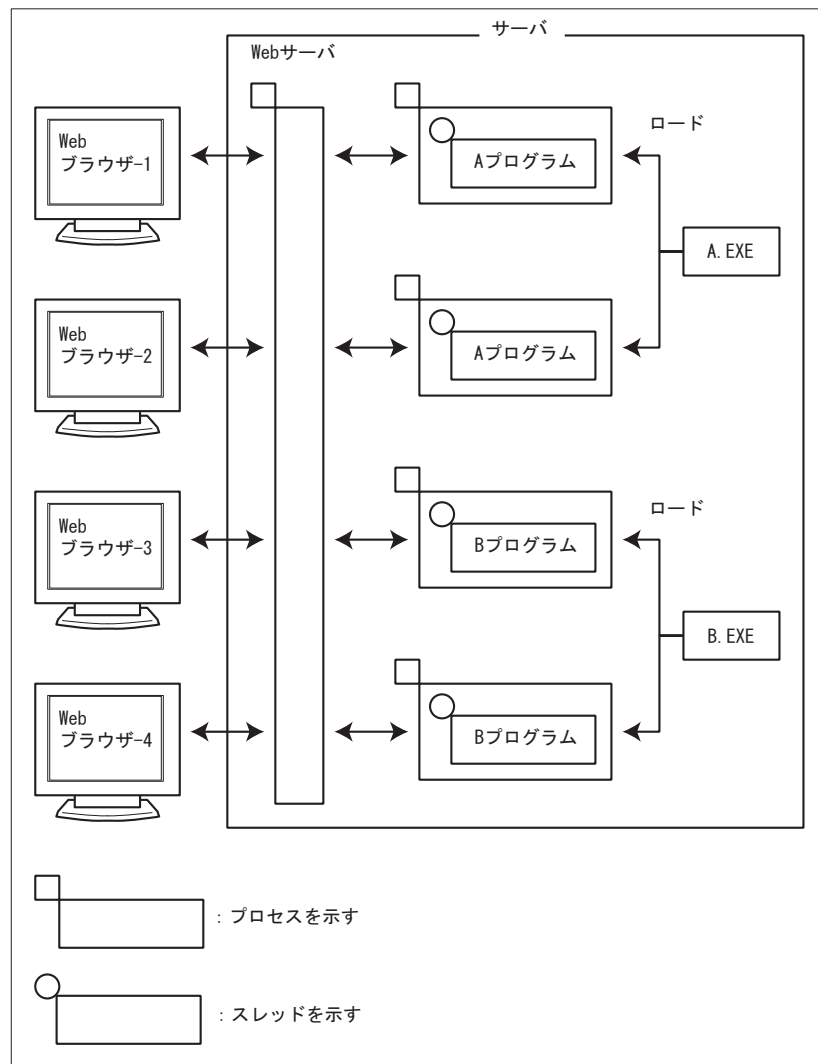 サーバ
Webサーバ
Web
ブラウザ-1
Aプログラム
ロード
A.EXE
Web
ブラウザ-2
Aプログラム
Web
ブラウザ-3
Bプログラム
ロード
B.EXE
Web
ブラウザ-4
Bプログラム
：プロセスを示す
：スレッドを示す